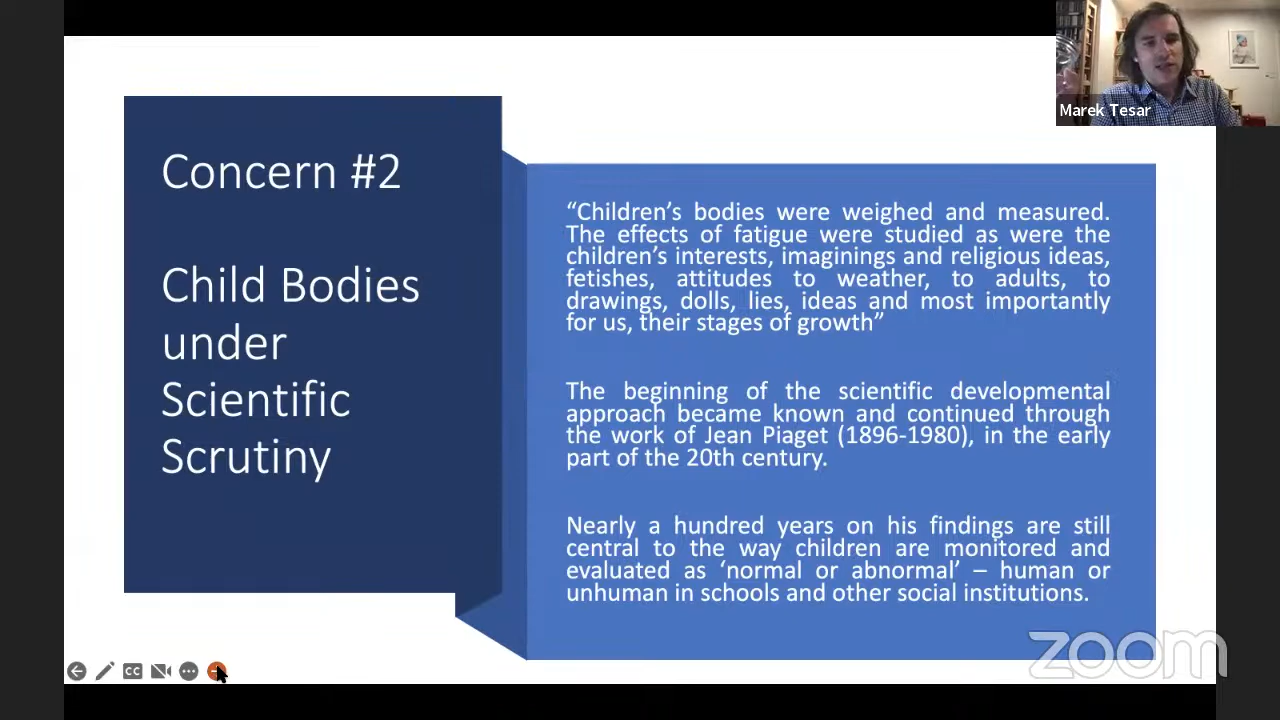 Marek Tesar
Concern #2
Child Bodies
under
Scientific
Scrutiny
“Children’s bodies were weighed and measured.
The effects of fatigue were studied as were the
children’s interests, imaginings and religious ideas,
fetishes, attitudes to weather, to adults, to
drawings, dolls, lies, ideas and most importantly
for us, their stages of growth”
The beginning of the scientific developmental
approach became known and continued through
the work of Jean Piaget (1896-1980), in the early
part of the 20th century.
Nearly a hundred years on his findings are still
central to the way children are monitored and
evaluated as ‘normal or abnormal’ – human or
unhuman in schools and other social institutions.
zoom
CC